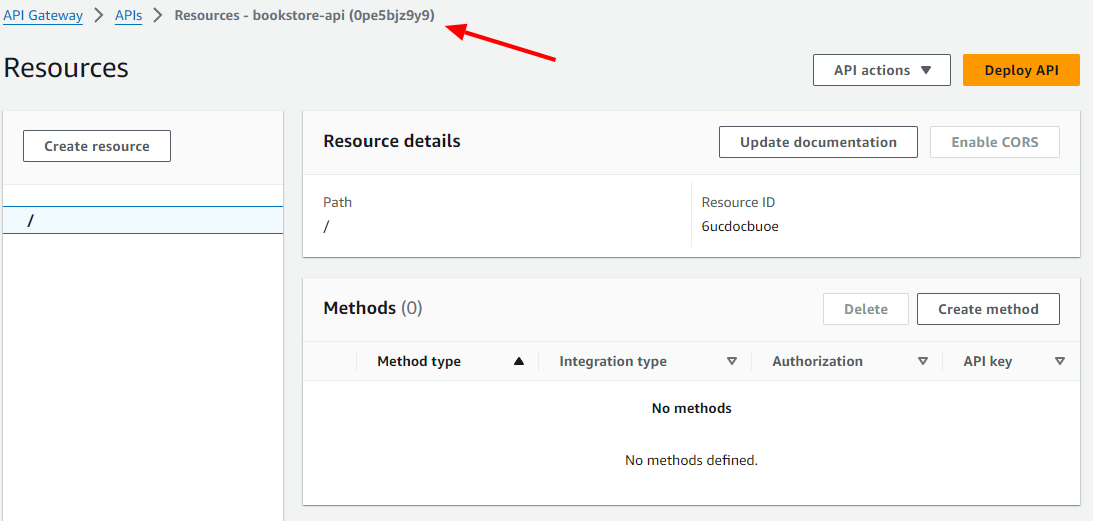 API Gateway > APIs > Resources - bookstore-api (0pe5bjz9y9)
Resources
API actions
Deploy API
Create resource
/
Resource details
Update documentation
Enable CORS
Path
/
Resource ID
6ucdocbuoe
Methods (0)
Delete
Create method
Method type
Integration type
Authorization
API key
No methods
No methods defined.